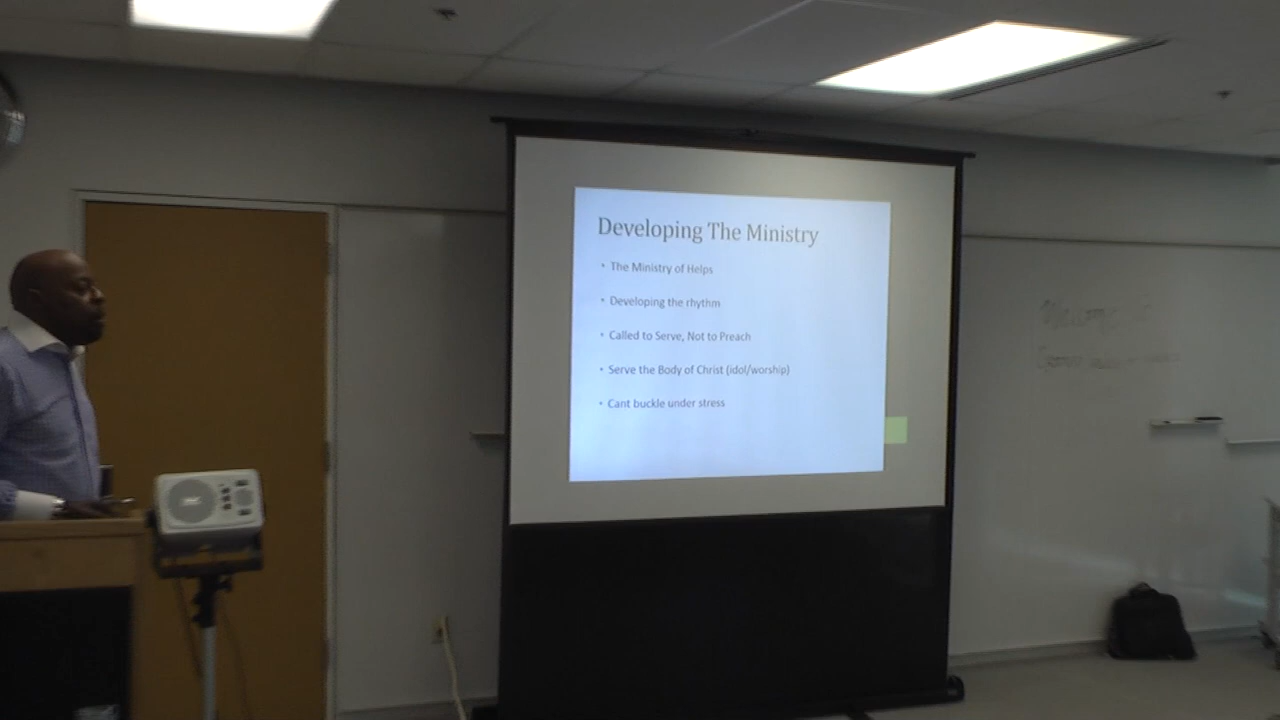 Developing The Ministry
• The Ministry of Helps
• Developing the rhythm
• Called to Serve, Not to Preach
• Serve the Body of Christ (idol/worship)
• Cant buckle under stress